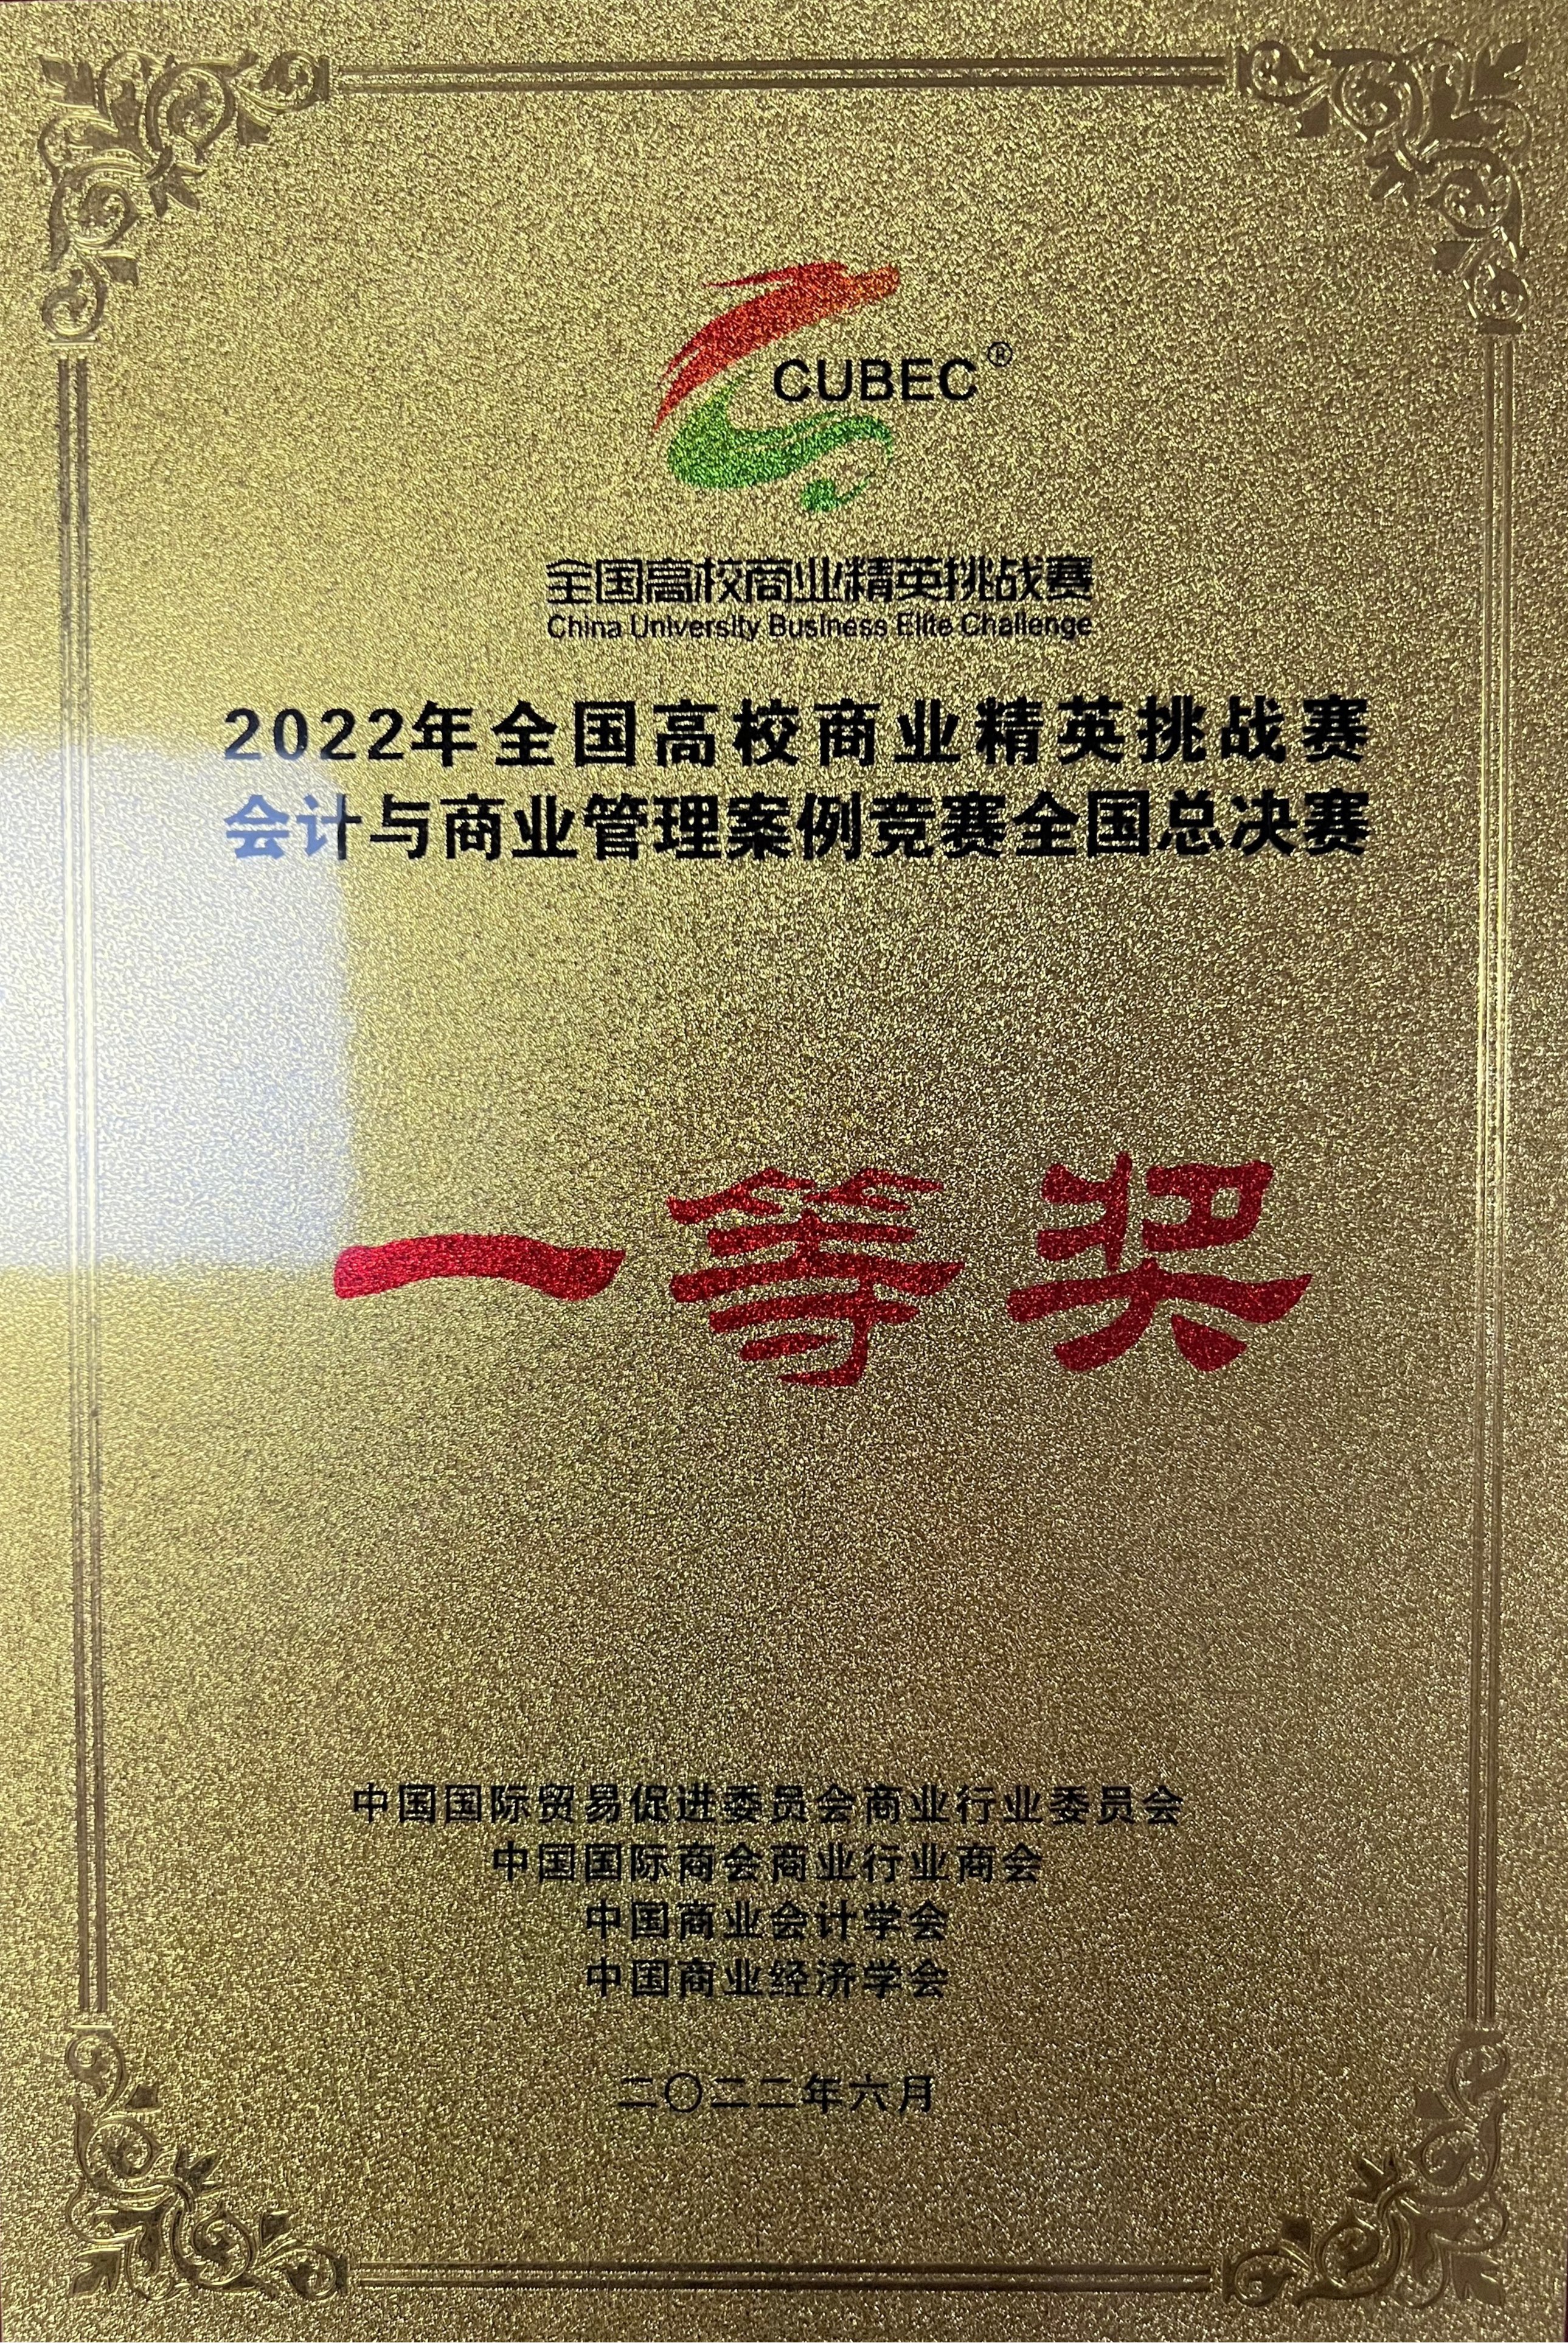 CUBEC®
全国高校商业精英挑战赛
China University Business Elite Challenge
2022年全国高校商业精英挑战赛
会计与商业管理案例竞赛全国总决赛
一等奖
中国国际贸易促进委员会商业行业委员会
中国国际商会商业行业商会
中国商业会计学会
中国商业经济学会
二〇二二年六月